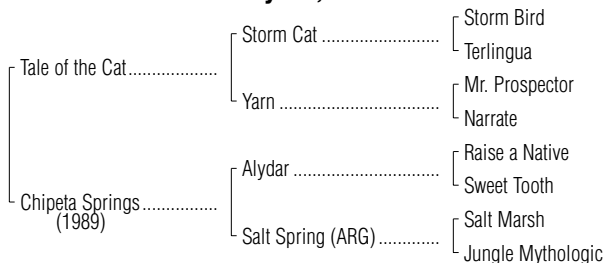 Storm Bird
Storm Cat
Terlingua
Tale of the Cat
Mr. Prospector
Yarn
Narrate
Raise a Native
Alydar
Sweet Tooth
Chipeta Springs
(1989)
Salt Marsh
Salt Spring (ARG)
Jungle Mythologic